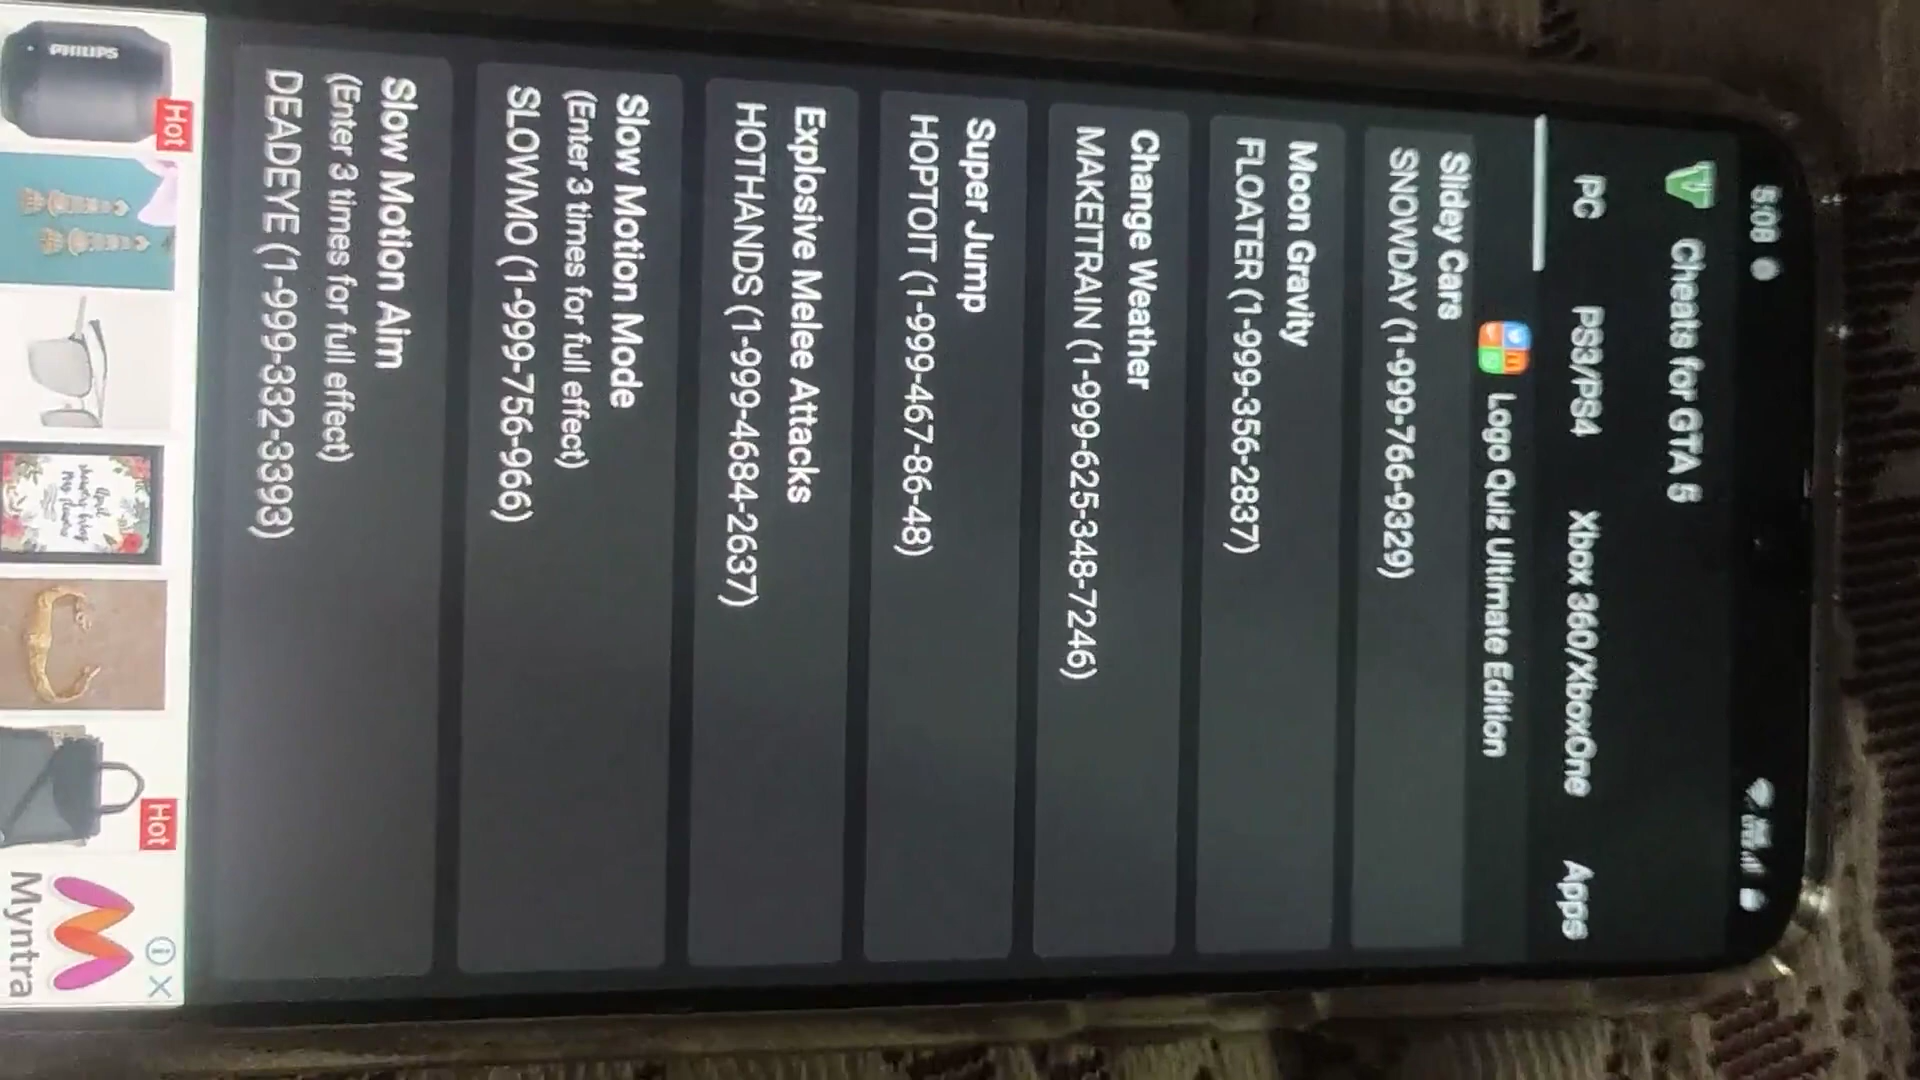 5:08
Cheats for GTA 5
PC PS3/PS4 Xbox 360/XboxOne Apps
Logo Quiz Ultimate Edition
Slidey Cars
SNOWDAY (1-999-766-9329)
Moon Gravity
FLOATER (1-999-356-2837)
Change Weather
MAKEITRAIN (1-999-625-348-7246)
Super Jump
HOPTOIT (1-999-467-86-48)
Explosive Melee Attacks
HOTHANDS (1-999-4684-2637)
Slow Motion Mode
(Enter 3 times for full effect)
SLOWMO (1-999-756-966)
Slow Motion Aim
(Enter 3 times for full effect)
DEADEYE (1-999-332-3393)
PHILIPS
Hot
Hot
Myntra